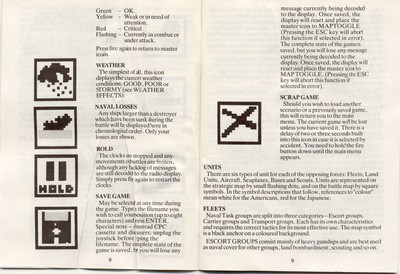 Green – OK.
Yellow – Weak or in need of
attention.
Red – Critical.
Flashing – Currently in combat or
under attack.
Press fire again to return to master
icon.
WEATHER
The simplest of all, this icon
displays the current weather
conditions: GOOD, POOR or
STORMY (see WEATHER
EFFECTS).
NAVAL LOSSES
Any ships larger than a destroyer
which have been sunk during the
game will be displayed here in
chronological order. Only your
losses are shown.
HOLD
The clocks are stopped and any
movements/orders are frozen,
although any backlog of messages
are still decoded to the radio display.
Simply press fire again to restart the
clocks.
HOLD
SAVE GAME
May be selected at any time during
the game. Type in the filename you
wish to call your position (up to eight
characters) and press ENTER.
Special note – Amstrad CPC
cassette and discusers: unplug the
joystick before typing the
filename. The complete state of the
game is saved, but you will lose any
8
message currently being decoded
to the display. Once saved, the
display will reset and place the
master icon to MAPTOGGLE
(Pressing the ESC key will abort
this function if selected in error).
The complete state of the game is
saved, but you will lose any message
currently being decoded to the
display. Once saved, the display will
reset and place the master icon to
MAPTOGGLE. (Pressing the ESC
key will abort this function if
selected in error).
SCRAP GAME
Should you wish to load another
scenario or a previously saved game,
this will return you to the main
menu. The current game will be lost
unless you have saved it. There is a
delay of two or three seconds built
into this icon in case it is selected by
accident. You need to hold the fire
button down until the main menu
appears.
UNITS
There are six types of unit for each of the opposing forces: Fleets, Land
Units, Aircraft, Seaplanes, Bases and Sounds. Units are represented on
the strategic map by small flashing dots, and on the battle map by square
symbols. In the symbol descriptions that follow, references to "colour"
mean white for the Americans, red for the Japanese.
FLEETS
Naval Task groups are split into three categories – Escort groups,
Carrier groups and Transport groups. Each has its own characteristics
and requires the correct tactics for its most effective use. The map symbol
is a black anchor on a coloured background.
ESCORT GROUPS consist mainly of heavy gunships and are best used
as naval cover for other groups, land bombardment, scouting and so on.
9